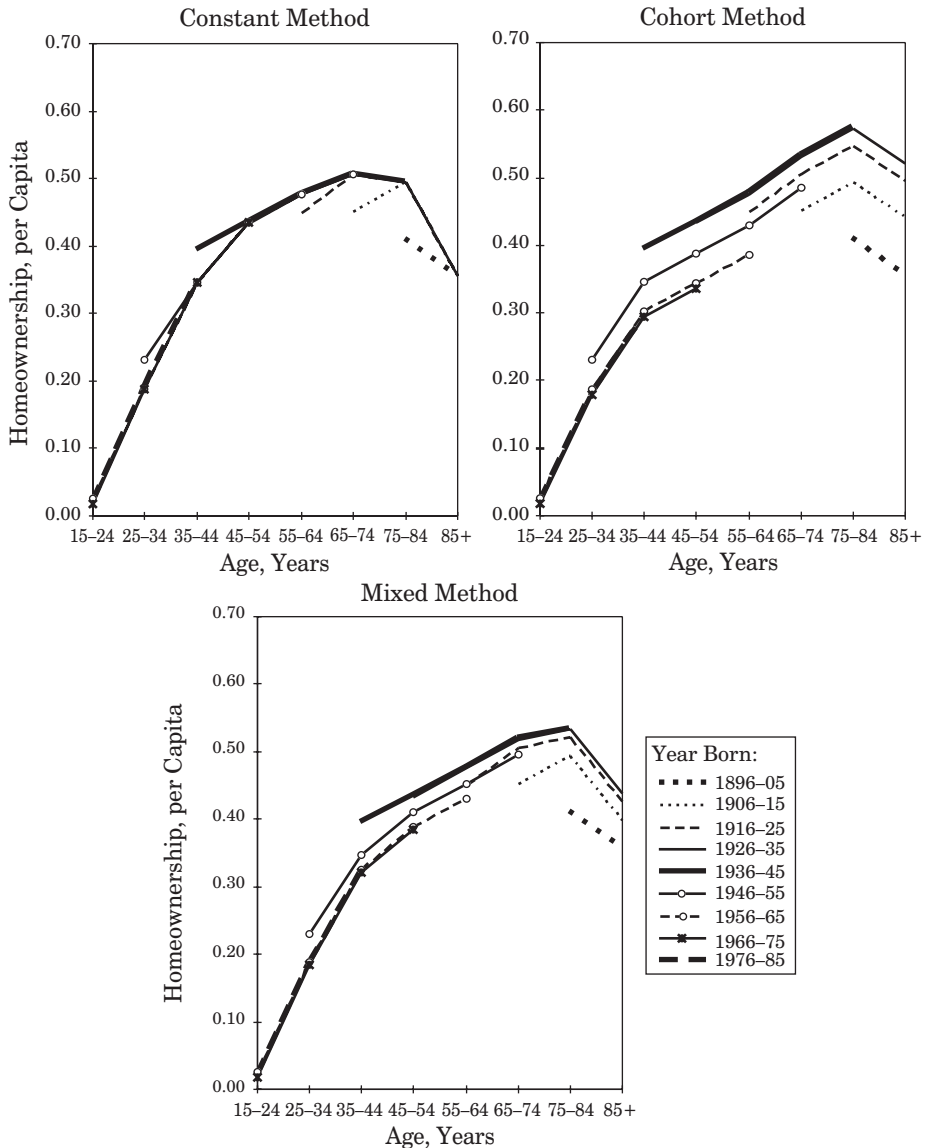 Constant Method
0.70
0.60
0.50
0.40
0.30
0.20
0.10
0.00
Homeownership, per Capita
15–24 25–34 35–44 45–54 55–64 65–74 75–84 85+
Age, Years
Cohort Method
0.70
0.60
0.50
0.40
0.30
0.20
0.10
0.00
15–24 25–34 35–44 45–54 55–64 65–74 75–84 85+
Age, Years
Mixed Method
0.70
0.60
0.50
0.40
0.30
0.20
0.10
0.00
Homeownership, per Capita
15–24 25–34 35–44 45–54 55–64 65–74 75–84 85+
Age, Years
Year Born:
1896–05
1906–15
1916–25
1926–35
1936–45
1946–55
1956–65
1966–75
1976–85